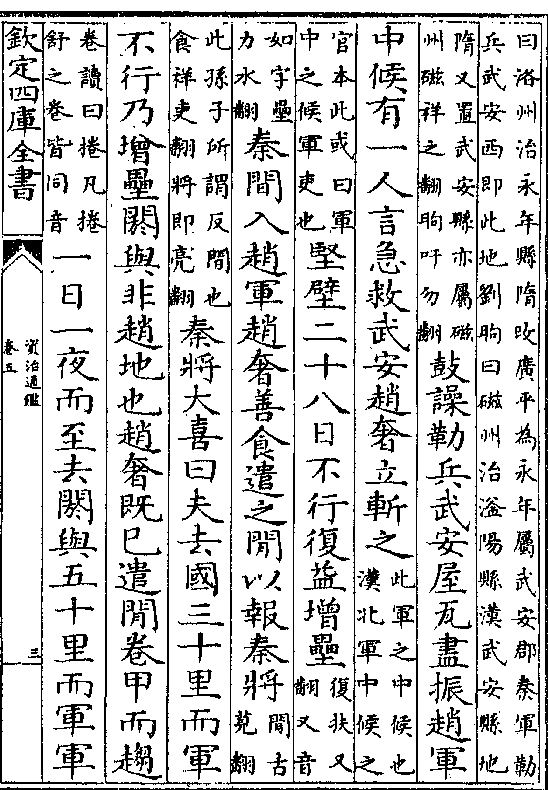 曰洛州治永年縣隋改廣平為永年屬武安郡秦軍勒
兵武安西即此地劉昫曰磁州治滏陽縣漢武安縣地
隋又置武安縣亦屬磁
州磁祥之翻昫吁勿翻
鼓譟勒兵武安屋瓦盡振趙軍
中候有一人言急救武安趙奢立斬之
此軍之中候也
漢北軍中候之
官本此或曰軍
中之候軍吏也
堅壁二十八日不行復益增壘
復扶又
翻又音
如字壘
力水翻
秦間入趙軍趙奢善食遣之間以報秦將
間古
莧翻
此孫子所謂反間也
食祥吏翻將即亮翻
秦將大喜曰夫去國三十里而軍
不行乃增壘閼與非趙地也趙奢既已遣間卷甲而趨
卷讀曰捲凡捲
舒之卷皆同音
一日一夜而至去閼與五十里而軍軍
欽定四庫全書
資治通鑑
卷五
三